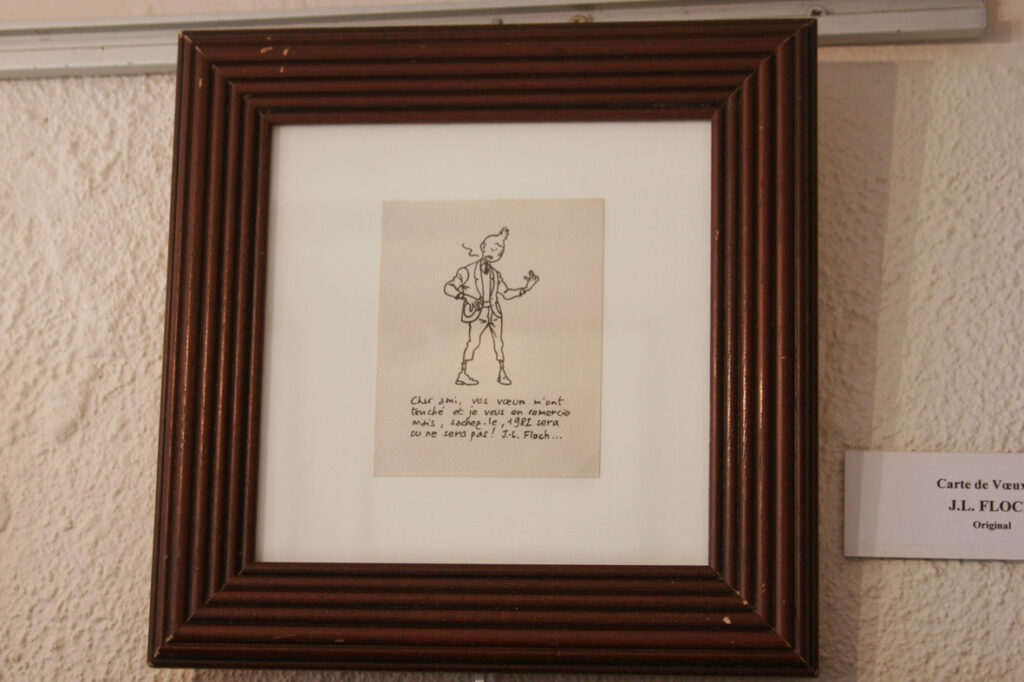 Cher ami, vos vœux m'ont
touché et je vous en remercie
Mais, sachez-le, 1982 sera
ou ne sera pas! J-L. Floch...
Carte de Vœux
J.L. FLOC
Original